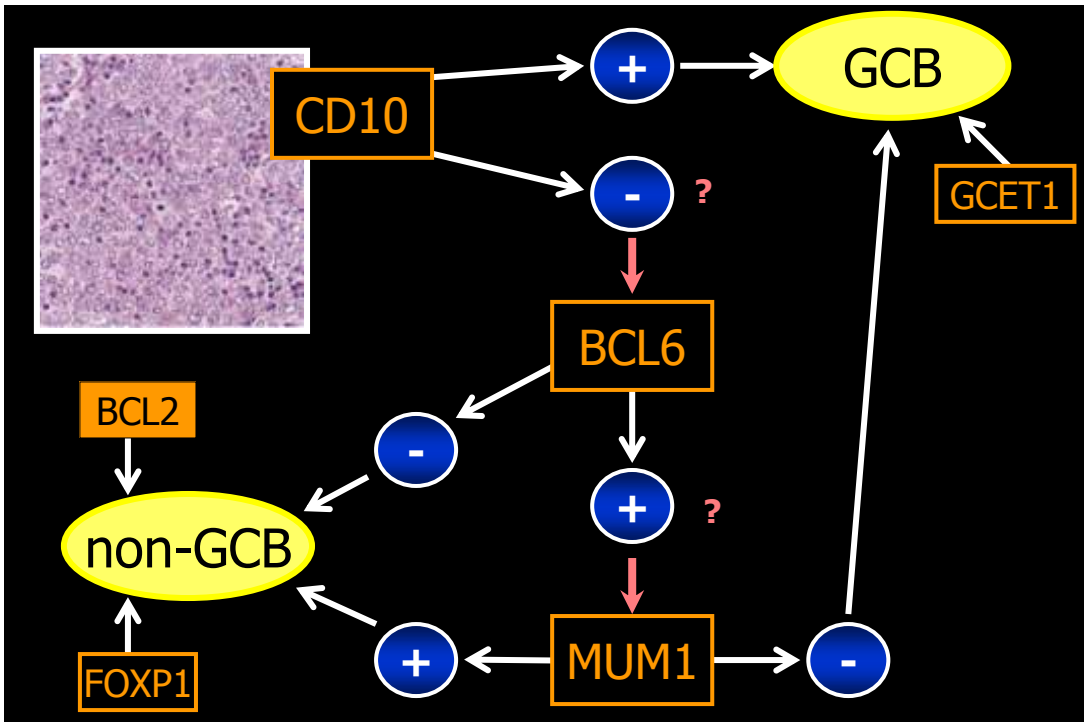 CD10
+
GCB
-
?
GCET1
BCL6
BCL2
-
+
?
non-GCB
FOXP1
+
MUM1
-